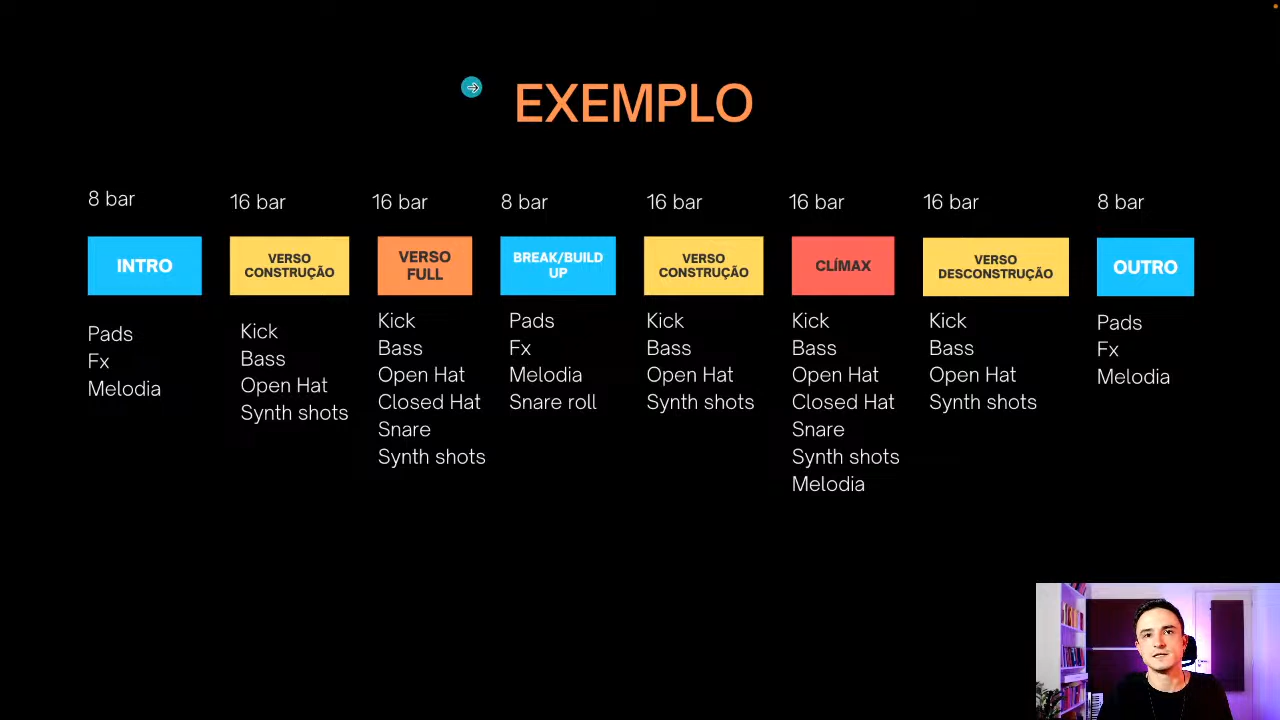 EXEMPLO
8 bar
INTRO
Pads
Fx
Melodia
16 bar
VERSO
CONSTRUÇÃO
Kick
Bass
Open Hat
Synth shots
16 bar
VERSO
FULL
Kick
Bass
Open Hat
Closed Hat
Snare
Synth shots
8 bar
BREAK/BUILD
UP
Pads
Fx
Melodia
Snare roll
16 bar
VERSO
CONSTRUÇÃO
Kick
Bass
Open Hat
Synth shots
16 bar
CLÍMAX
Kick
Bass
Open Hat
Closed Hat
Snare
Synth shots
Melodia
16 bar
VERSO
DESCONSTRUÇÃO
Kick
Bass
Open Hat
Synth shots
8 bar
OUTRO
Pads
Fx
Melodia